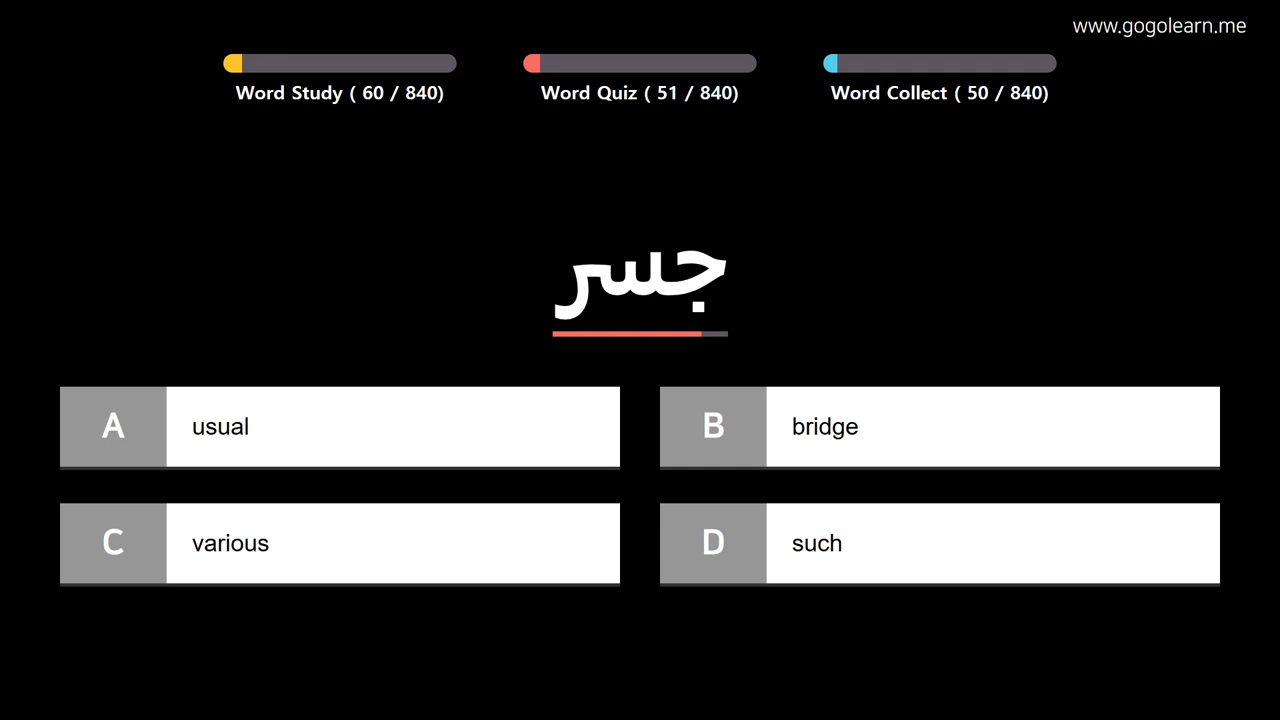 www.gogolearn.me
Word Study ( 60 / 840)
Word Quiz ( 51 / 840)
Word Collect ( 50 / 840)
جسر
A usual
B bridge
C various
D such